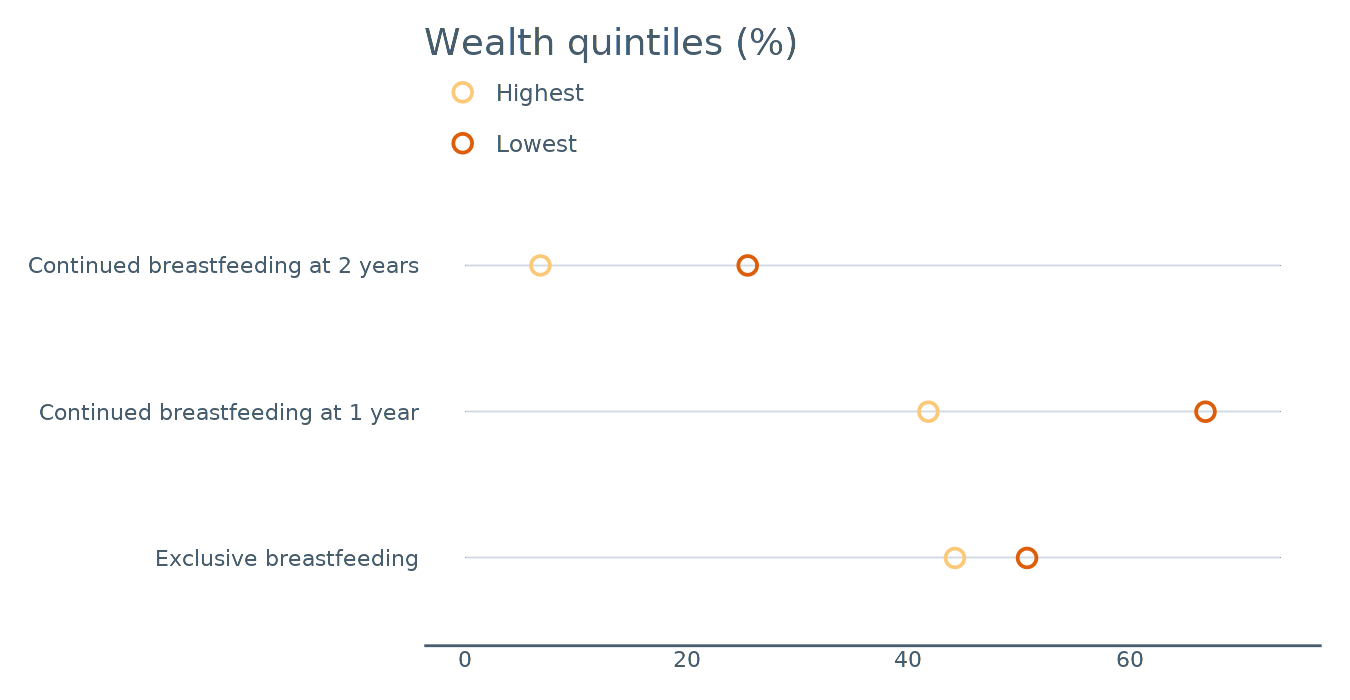 Wealth quintiles (%)
Highest
Lowest
Continued breastfeeding at 2 years
Continued breastfeeding at 1 year
Exclusive breastfeeding
0 20 40 60